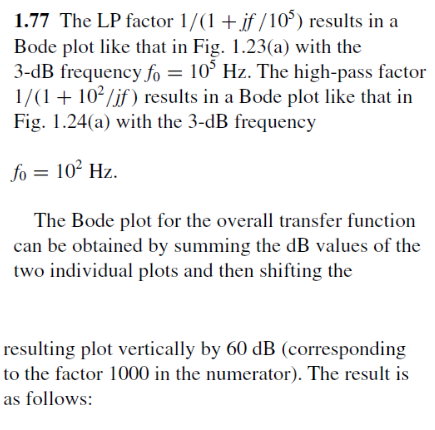 1.77 The LP factor 1/(1 + jf/10⁵) results in a
Bode plot like that in Fig. 1.23(a) with the
3-dB frequency f₀ = 10⁵ Hz. The high-pass factor
1/(1 + 10²/jf) results in a Bode plot like that in
Fig. 1.24(a) with the 3-dB frequency
f₀ = 10² Hz.
The Bode plot for the overall transfer function
can be obtained by summing the dB values of the
two individual plots and then shifting the
resulting plot vertically by 60 dB (corresponding
to the factor 1000 in the numerator). The result is
as follows: